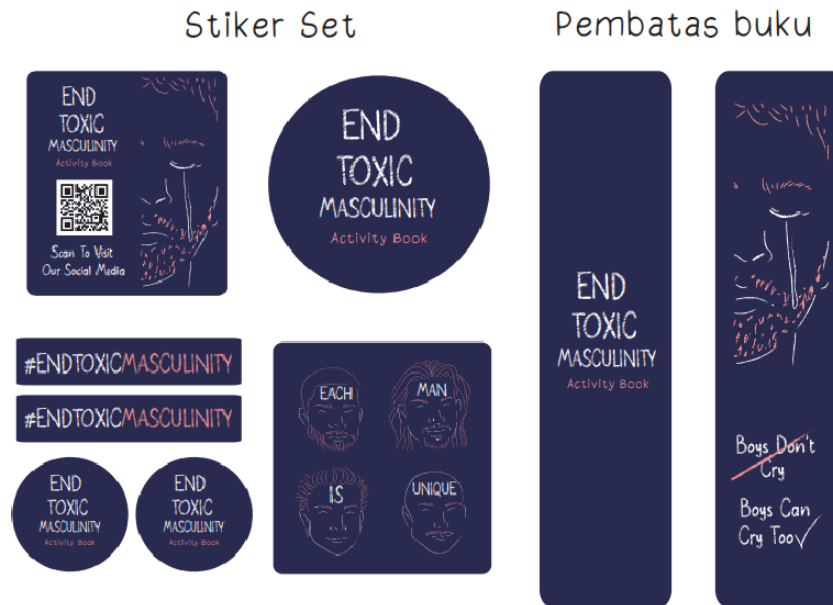 Stiker Set
Pembatas buku
END
TOXIC
MASCULINITY
Activity Book
Scan To Visit
Our Social Media
END
TOXIC
MASCULINITY
Activity Book
#ENDTOXICMASCULINITY
#ENDTOXICMASCULINITY
END
TOXIC
MASCULINITY
Activity Book
END
TOXIC
MASCULINITY
Activity Book
EACH
MAN
IS
UNIQUE
END
TOXIC
MASCULINITY
Activity Book
Boys Don't
Cry
Boys Can
Cry Too